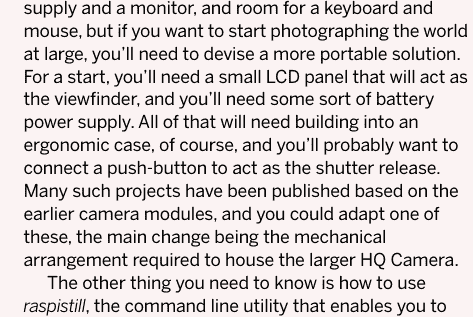 supply and a monitor, and room for a keyboard and
mouse, but if you want to start photographing the world
at large, you’ll need to devise a more portable solution.
For a start, you’ll need a small LCD panel that will act as
the viewfinder, and you’ll need some sort of battery
power supply. All of that will need building into an
ergonomic case, of course, and you’ll probably want to
connect a push-button to act as the shutter release.
Many such projects have been published based on the
earlier camera modules, and you could adapt one of
these, the main change being the mechanical
arrangement required to house the larger HQ Camera.
The other thing you need to know is how to use
raspistill, the command line utility that enables you to